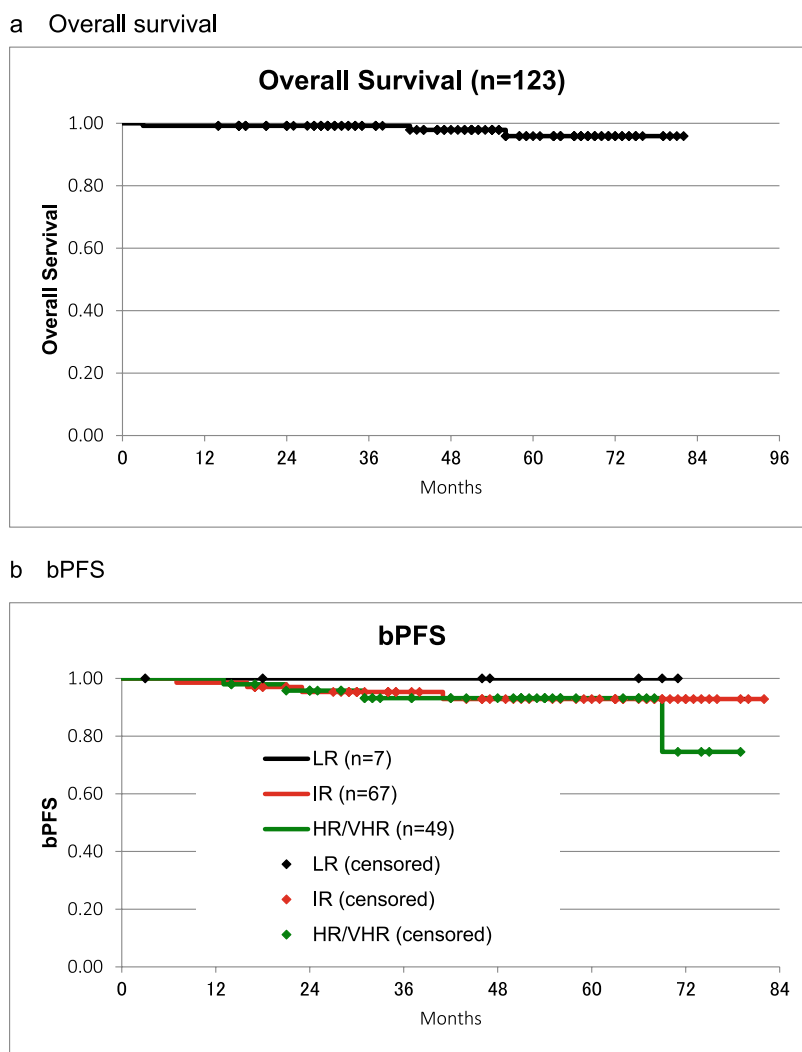 a Overall survival
Overall Survival (n=123)
1.00
0.80
0.60
0.40
0.20
0.00
Overall Servival
0 12 24 36 48 60 72 84 96
Months
b bPFS
bPFS
1.00
0.80
0.60
0.40
0.20
0.00
bPFS
LR (n=7)
IR (n=67)
HR/VHR (n=49)
LR (censored)
IR (censored)
HR/VHR (censored)
0 12 24 36 48 60 72 84
Months